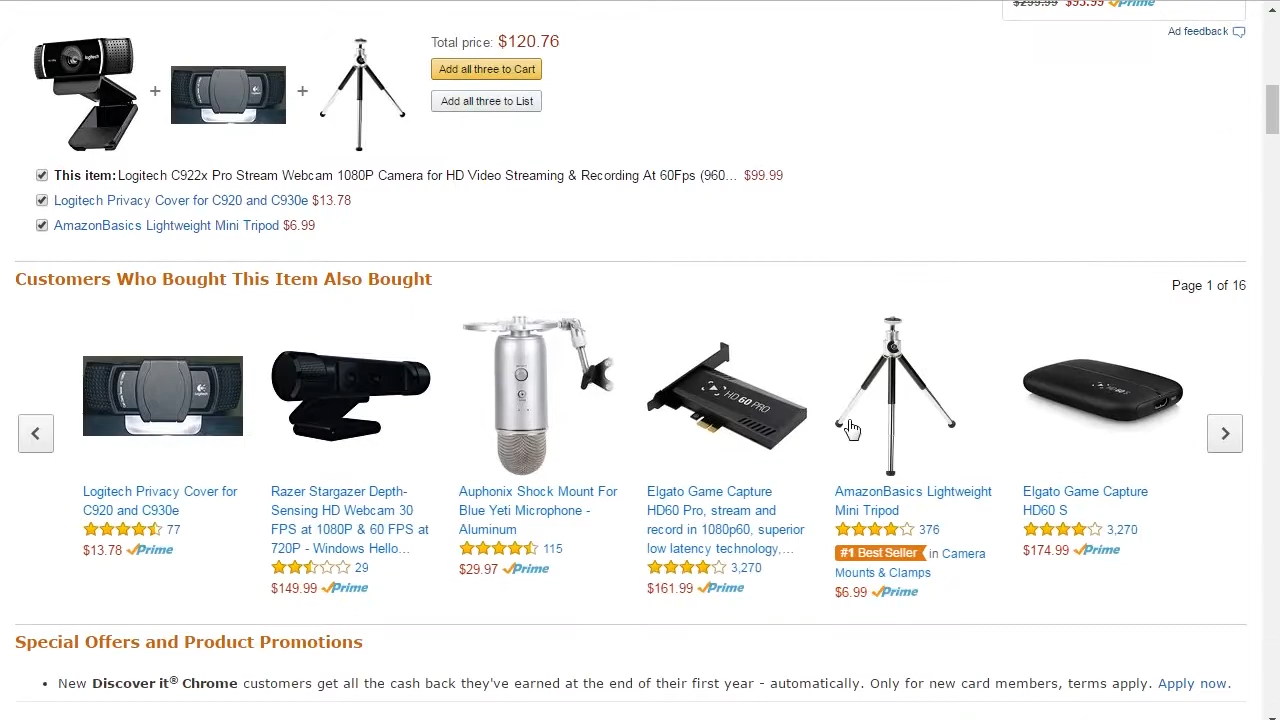 $299.99 $93.99 Prime
Ad feedback
Total price: $120.76
Add all three to Cart
Add all three to List
logitech
+
+
This item: Logitech C922x Pro Stream Webcam 1080P Camera for HD Video Streaming & Recording At 60Fps (960... $99.99
Logitech Privacy Cover for C920 and C930e $13.78
AmazonBasics Lightweight Mini Tripod $6.99
Customers Who Bought This Item Also Bought
Page 1 of 16
HD60 PRO
Logitech Privacy Cover for
C920 and C930e
77
$13.78 Prime
Razer Stargazer Depth-
Sensing HD Webcam 30
FPS at 1080P & 60 FPS at
720P - Windows Hello...
29
$149.99 Prime
Auphonix Shock Mount For
Blue Yeti Microphone -
Aluminum
115
$29.97 Prime
Elgato Game Capture
HD60 Pro, stream and
record in 1080p60, superior
low latency technology,...
3,270
$161.99 Prime
AmazonBasics Lightweight
Mini Tripod
376
#1 Best Seller in Camera
Mounts & Clamps
$6.99 Prime
Elgato Game Capture
HD60 S
3,270
$174.99 Prime
Special Offers and Product Promotions
• New Discover it® Chrome customers get all the cash back they've earned at the end of their first year - automatically. Only for new card members, terms apply. Apply now.